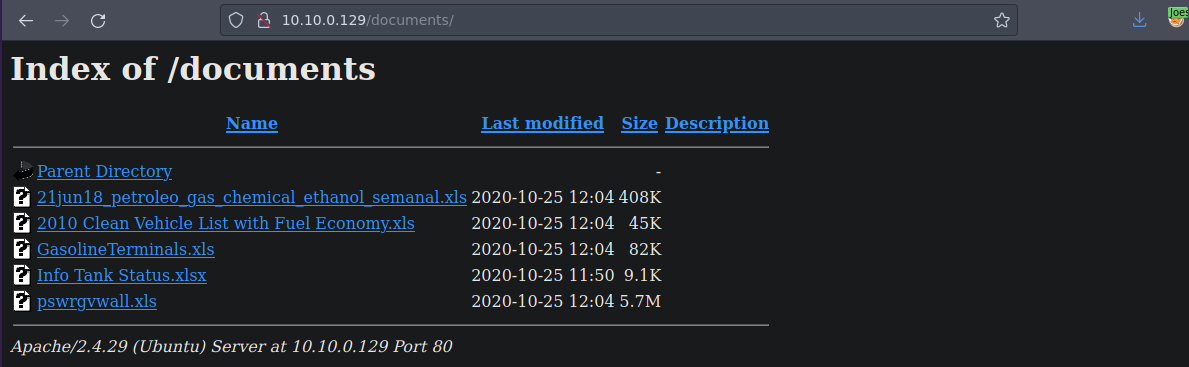 10.10.0.129/documents/
Joes
Index of /documents
Name Last modified Size Description
Parent Directory -
21jun18_petroleo_gas_chemical_ethanol_semanal.xls 2020-10-25 12:04 408K
2010 Clean Vehicle List with Fuel Economy.xls 2020-10-25 12:04 45K
GasolineTerminals.xls 2020-10-25 12:04 82K
Info Tank Status.xlsx 2020-10-25 11:50 9.1K
pswrgvwall.xls 2020-10-25 12:04 5.7M
Apache/2.4.29 (Ubuntu) Server at 10.10.0.129 Port 80